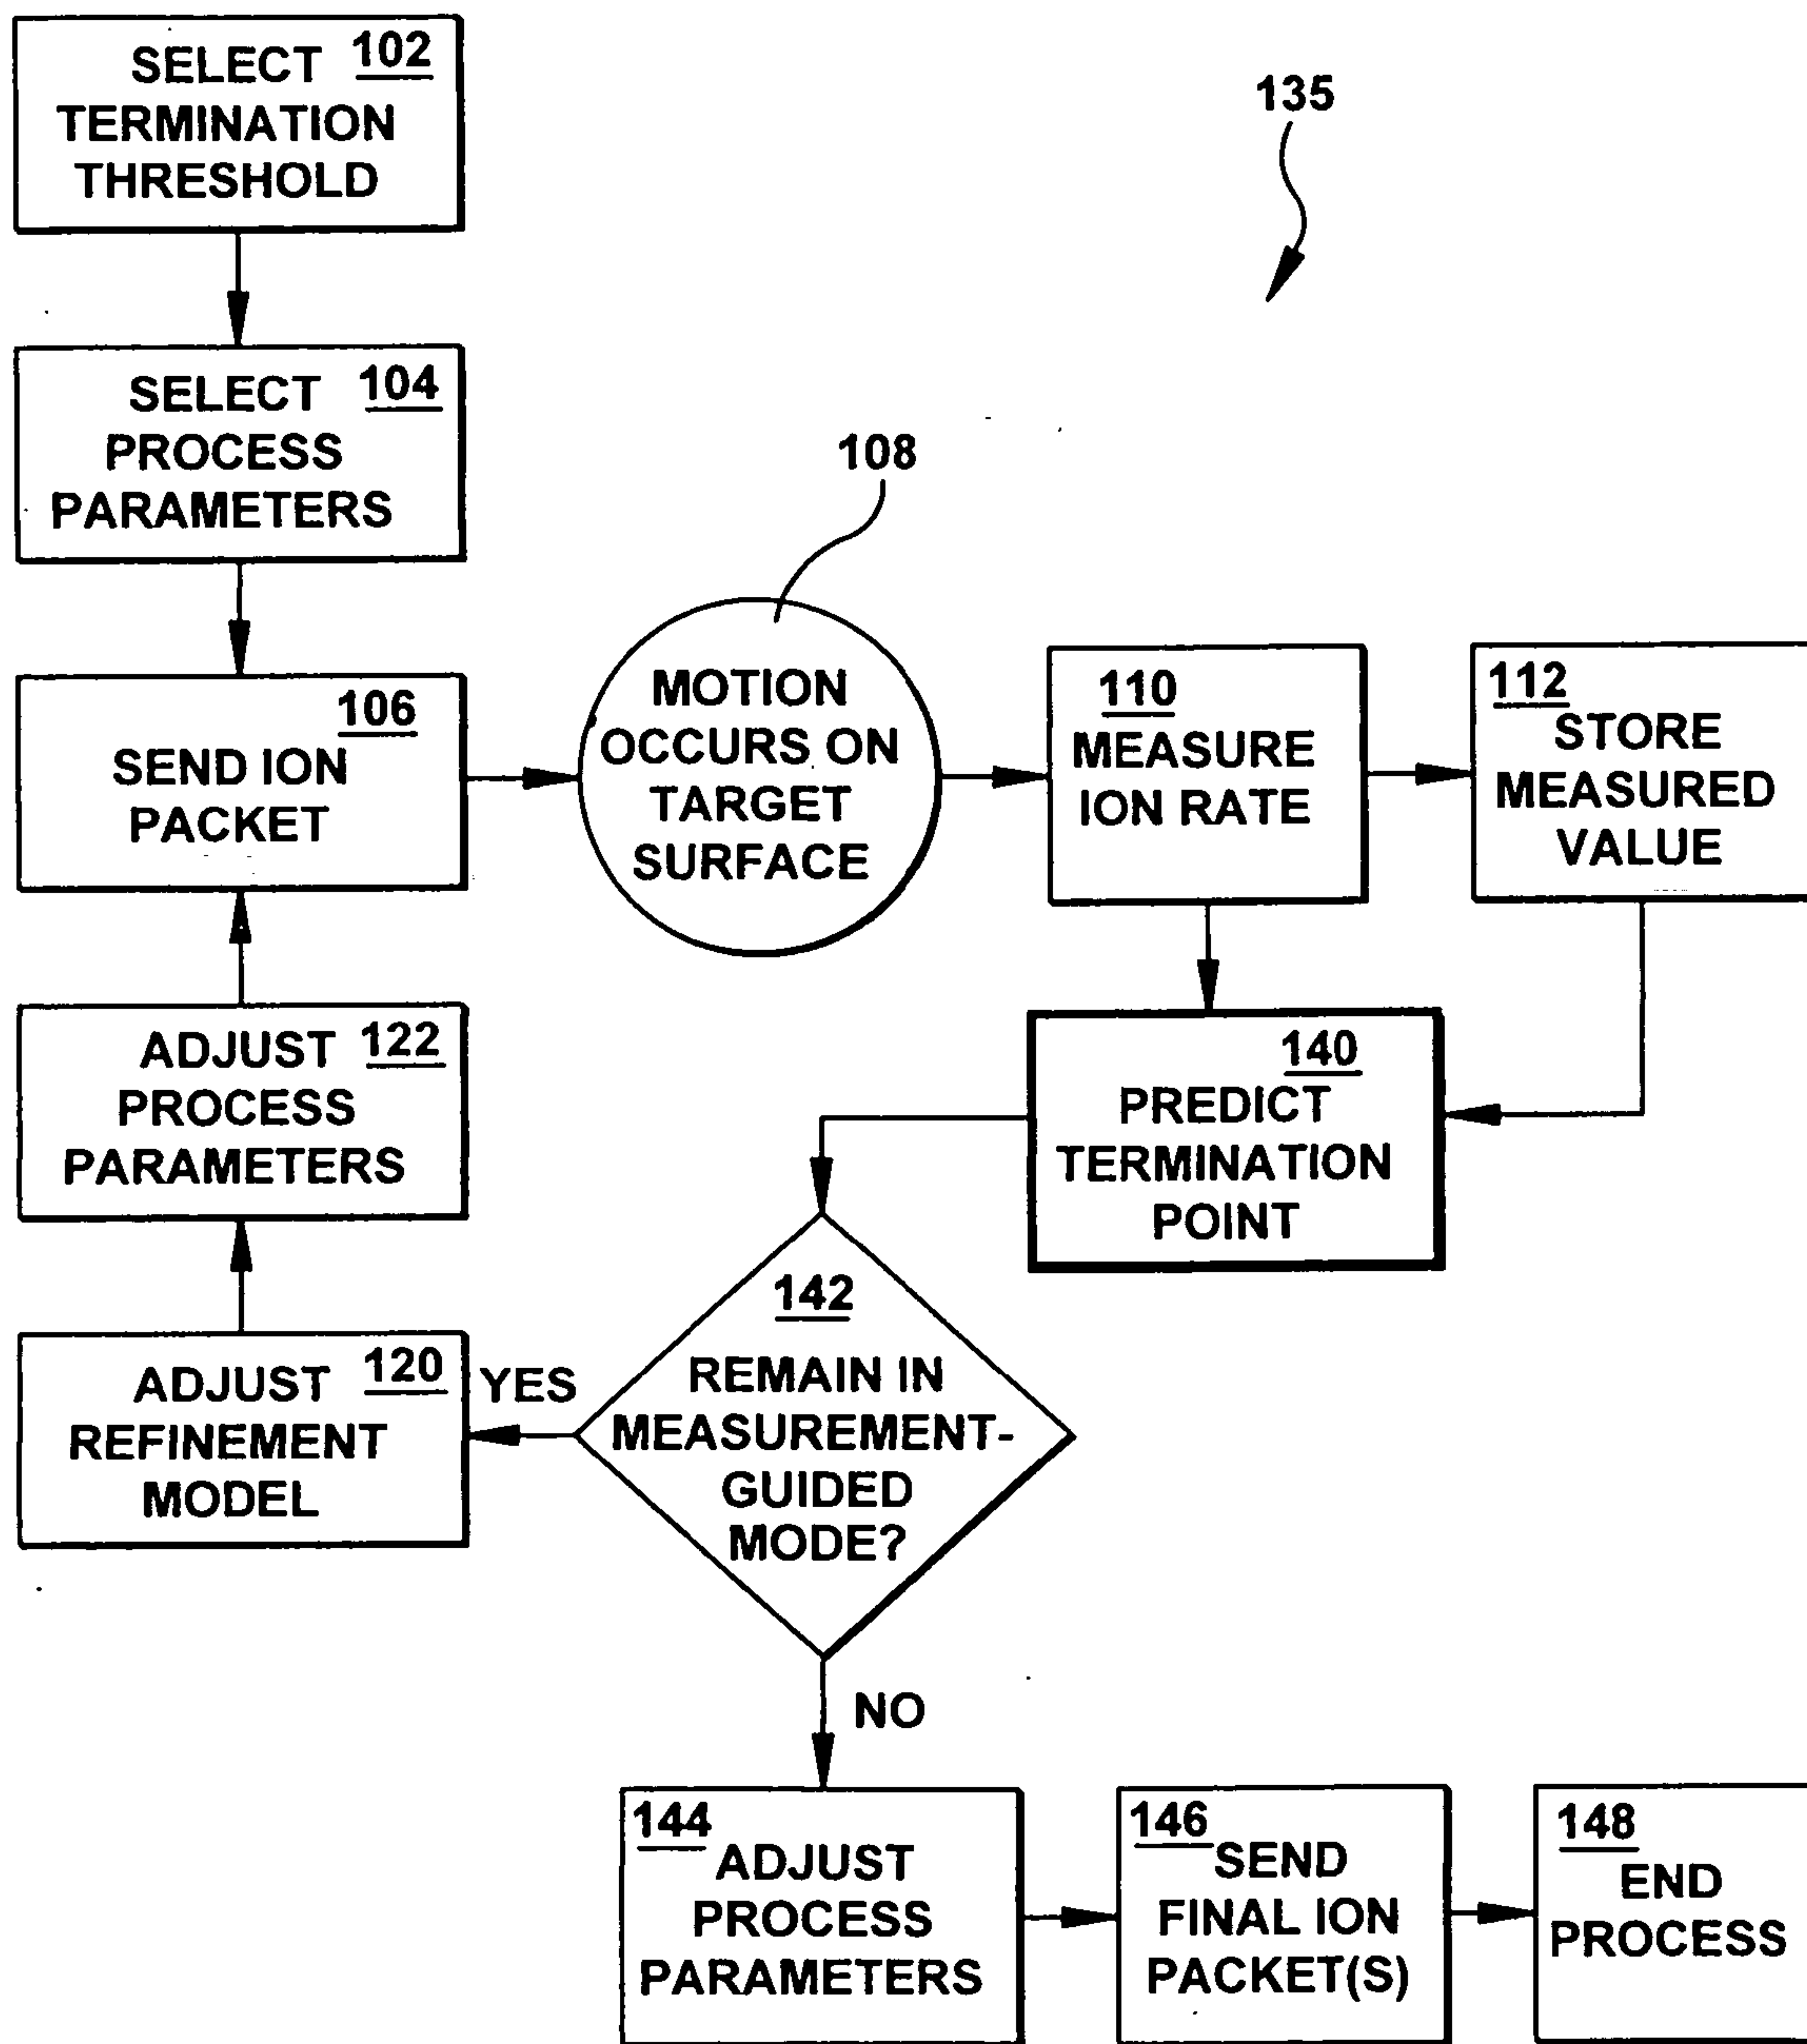 SELECT 102
TERMINATION
THRESHOLD
135
SELECT 104
PROCESS
PARAMETERS
108
106
SEND ION
PACKET
MOTION
OCCURS ON
TARGET
SURFACE
110
MEASURE
ION RATE
112
STORE
MEASURED
VALUE
ADJUST 122
PROCESS
PARAMETERS
140
PREDICT
TERMINATION
POINT
142
REMAIN IN
MEASUREMENT-
GUIDED
MODE?
YES
ADJUST 120
REFINEMENT
MODEL
NO
144
ADJUST
PROCESS
PARAMETERS
146
SEND
FINAL ION
PACKET(S)
148
END
PROCESS